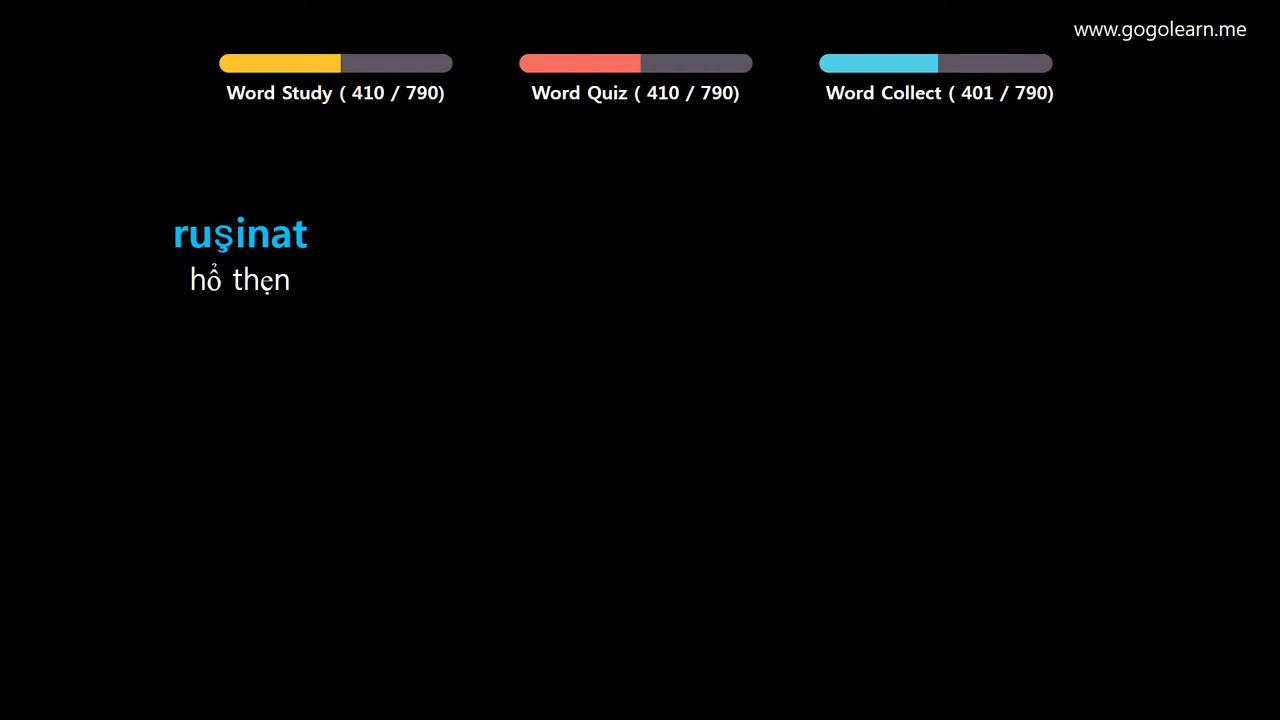 www.gogolearn.me
Word Study ( 410 / 790)
Word Quiz ( 410 / 790)
Word Collect ( 401 / 790)
ruşinat
hổ thẹn